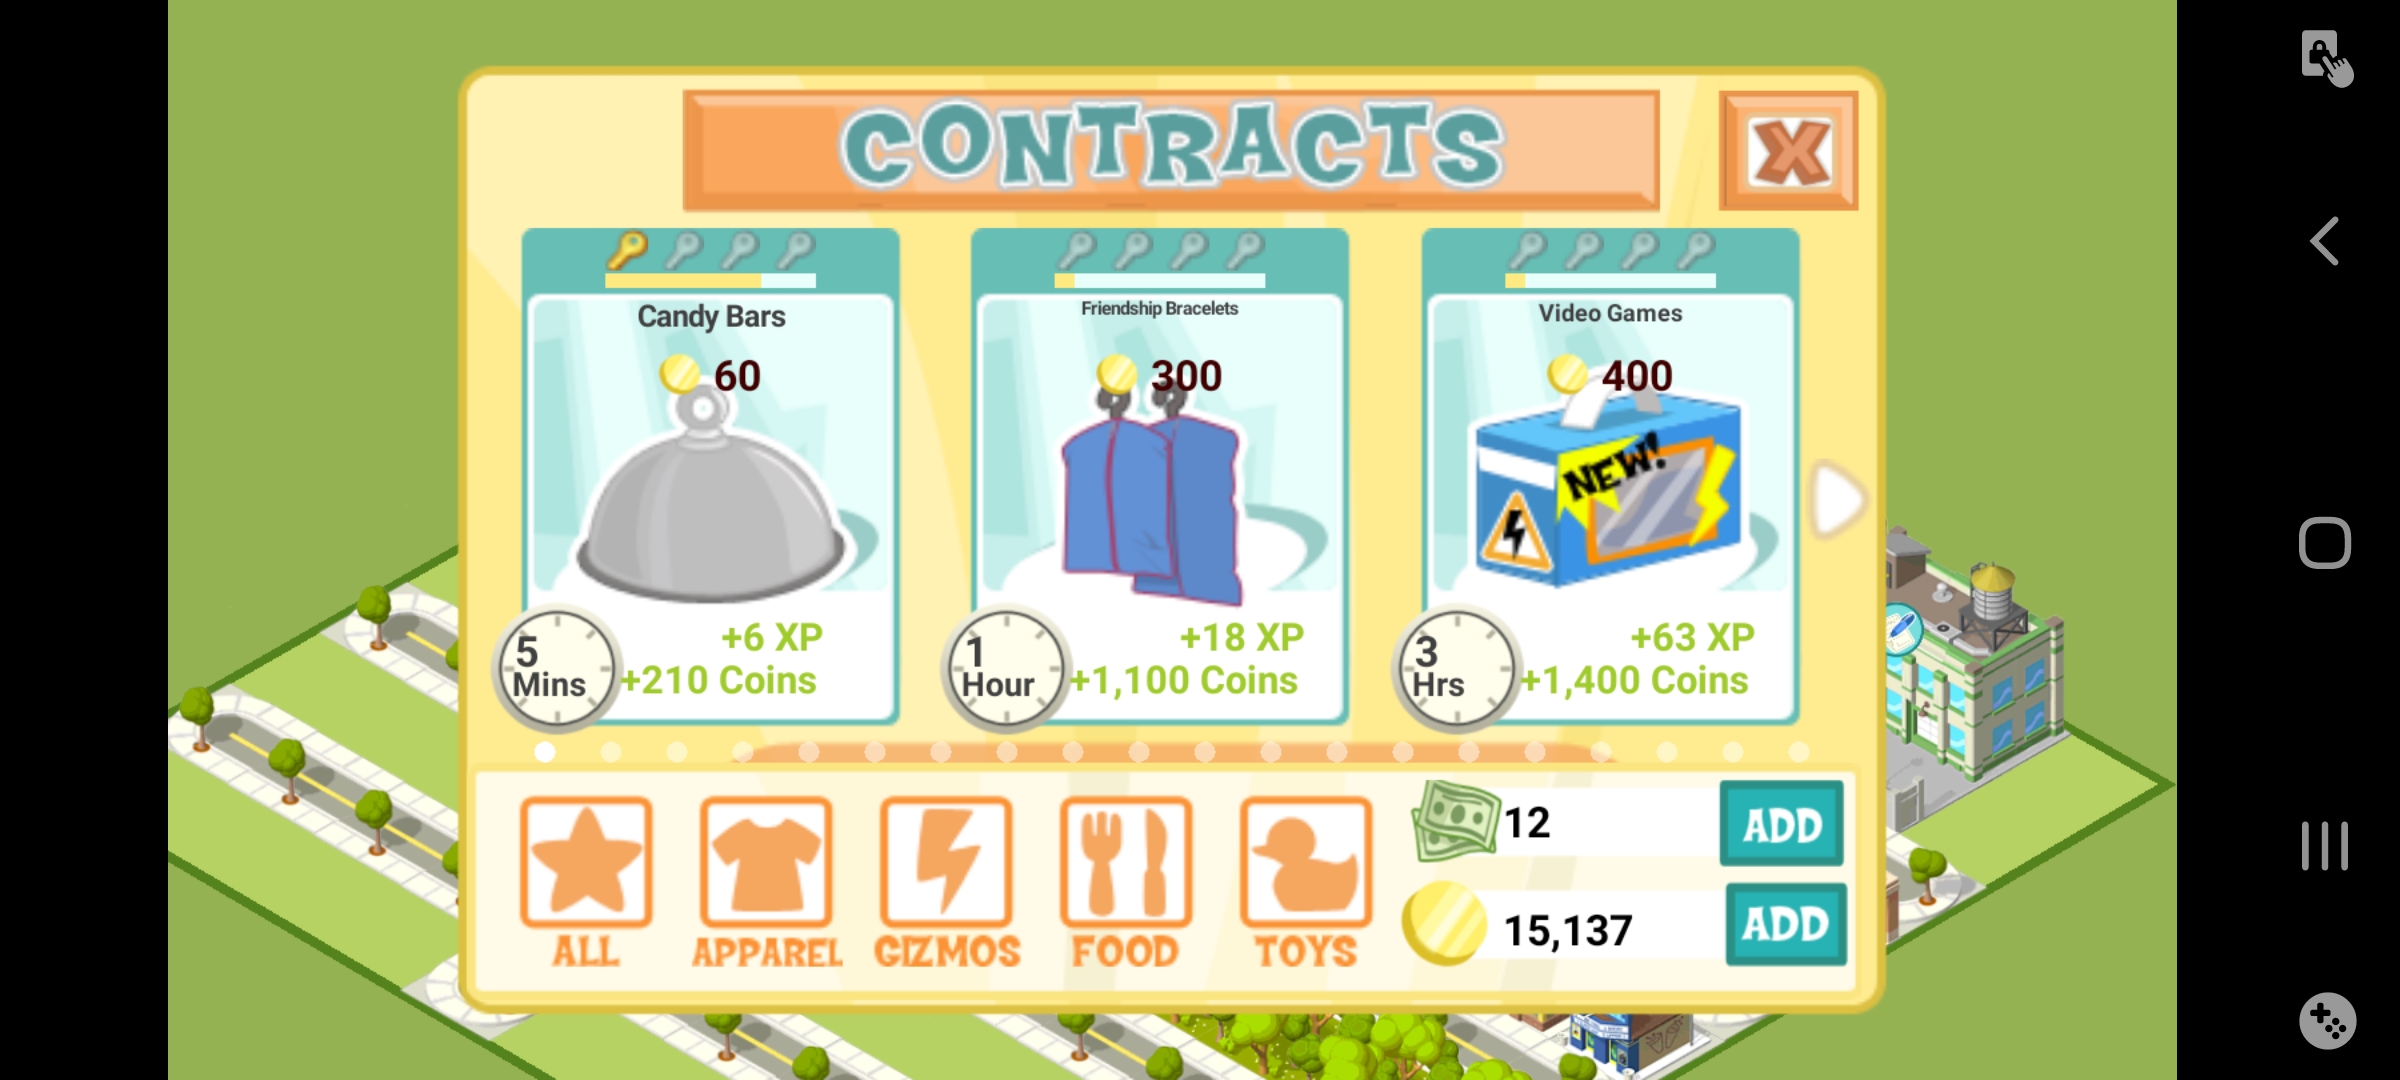 CONTRACTS
X
Candy Bars
60
5
Mins
+6 XP
+210 Coins
Friendship Bracelets
300
1
Hour
+18 XP
+1,100 Coins
Video Games
400
NEW!
3
Hrs
+63 XP
+1,400 Coins
ALL
APPAREL
GIZMOS
FOOD
TOYS
12
ADD
15,137
ADD